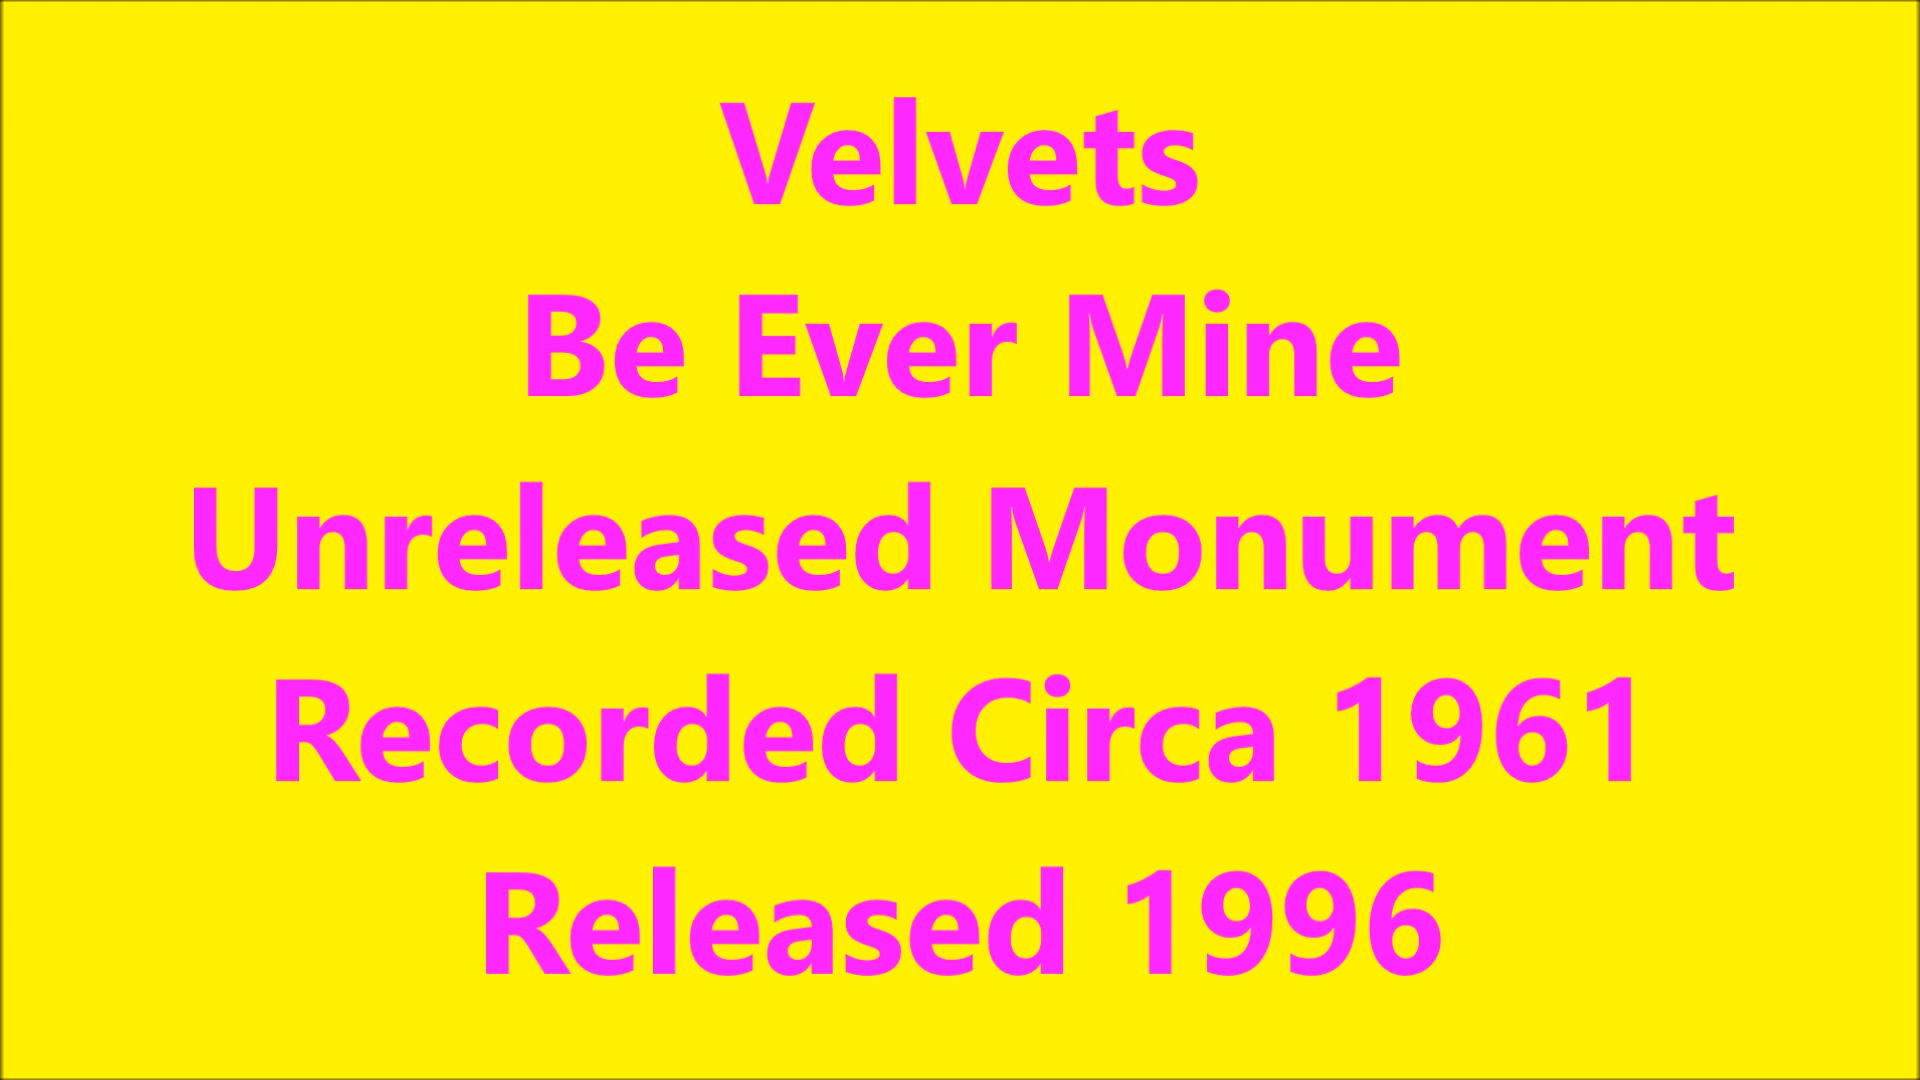 Velvets
Be Ever Mine
Unreleased Monument
Recorded Circa 1961
Released 1996